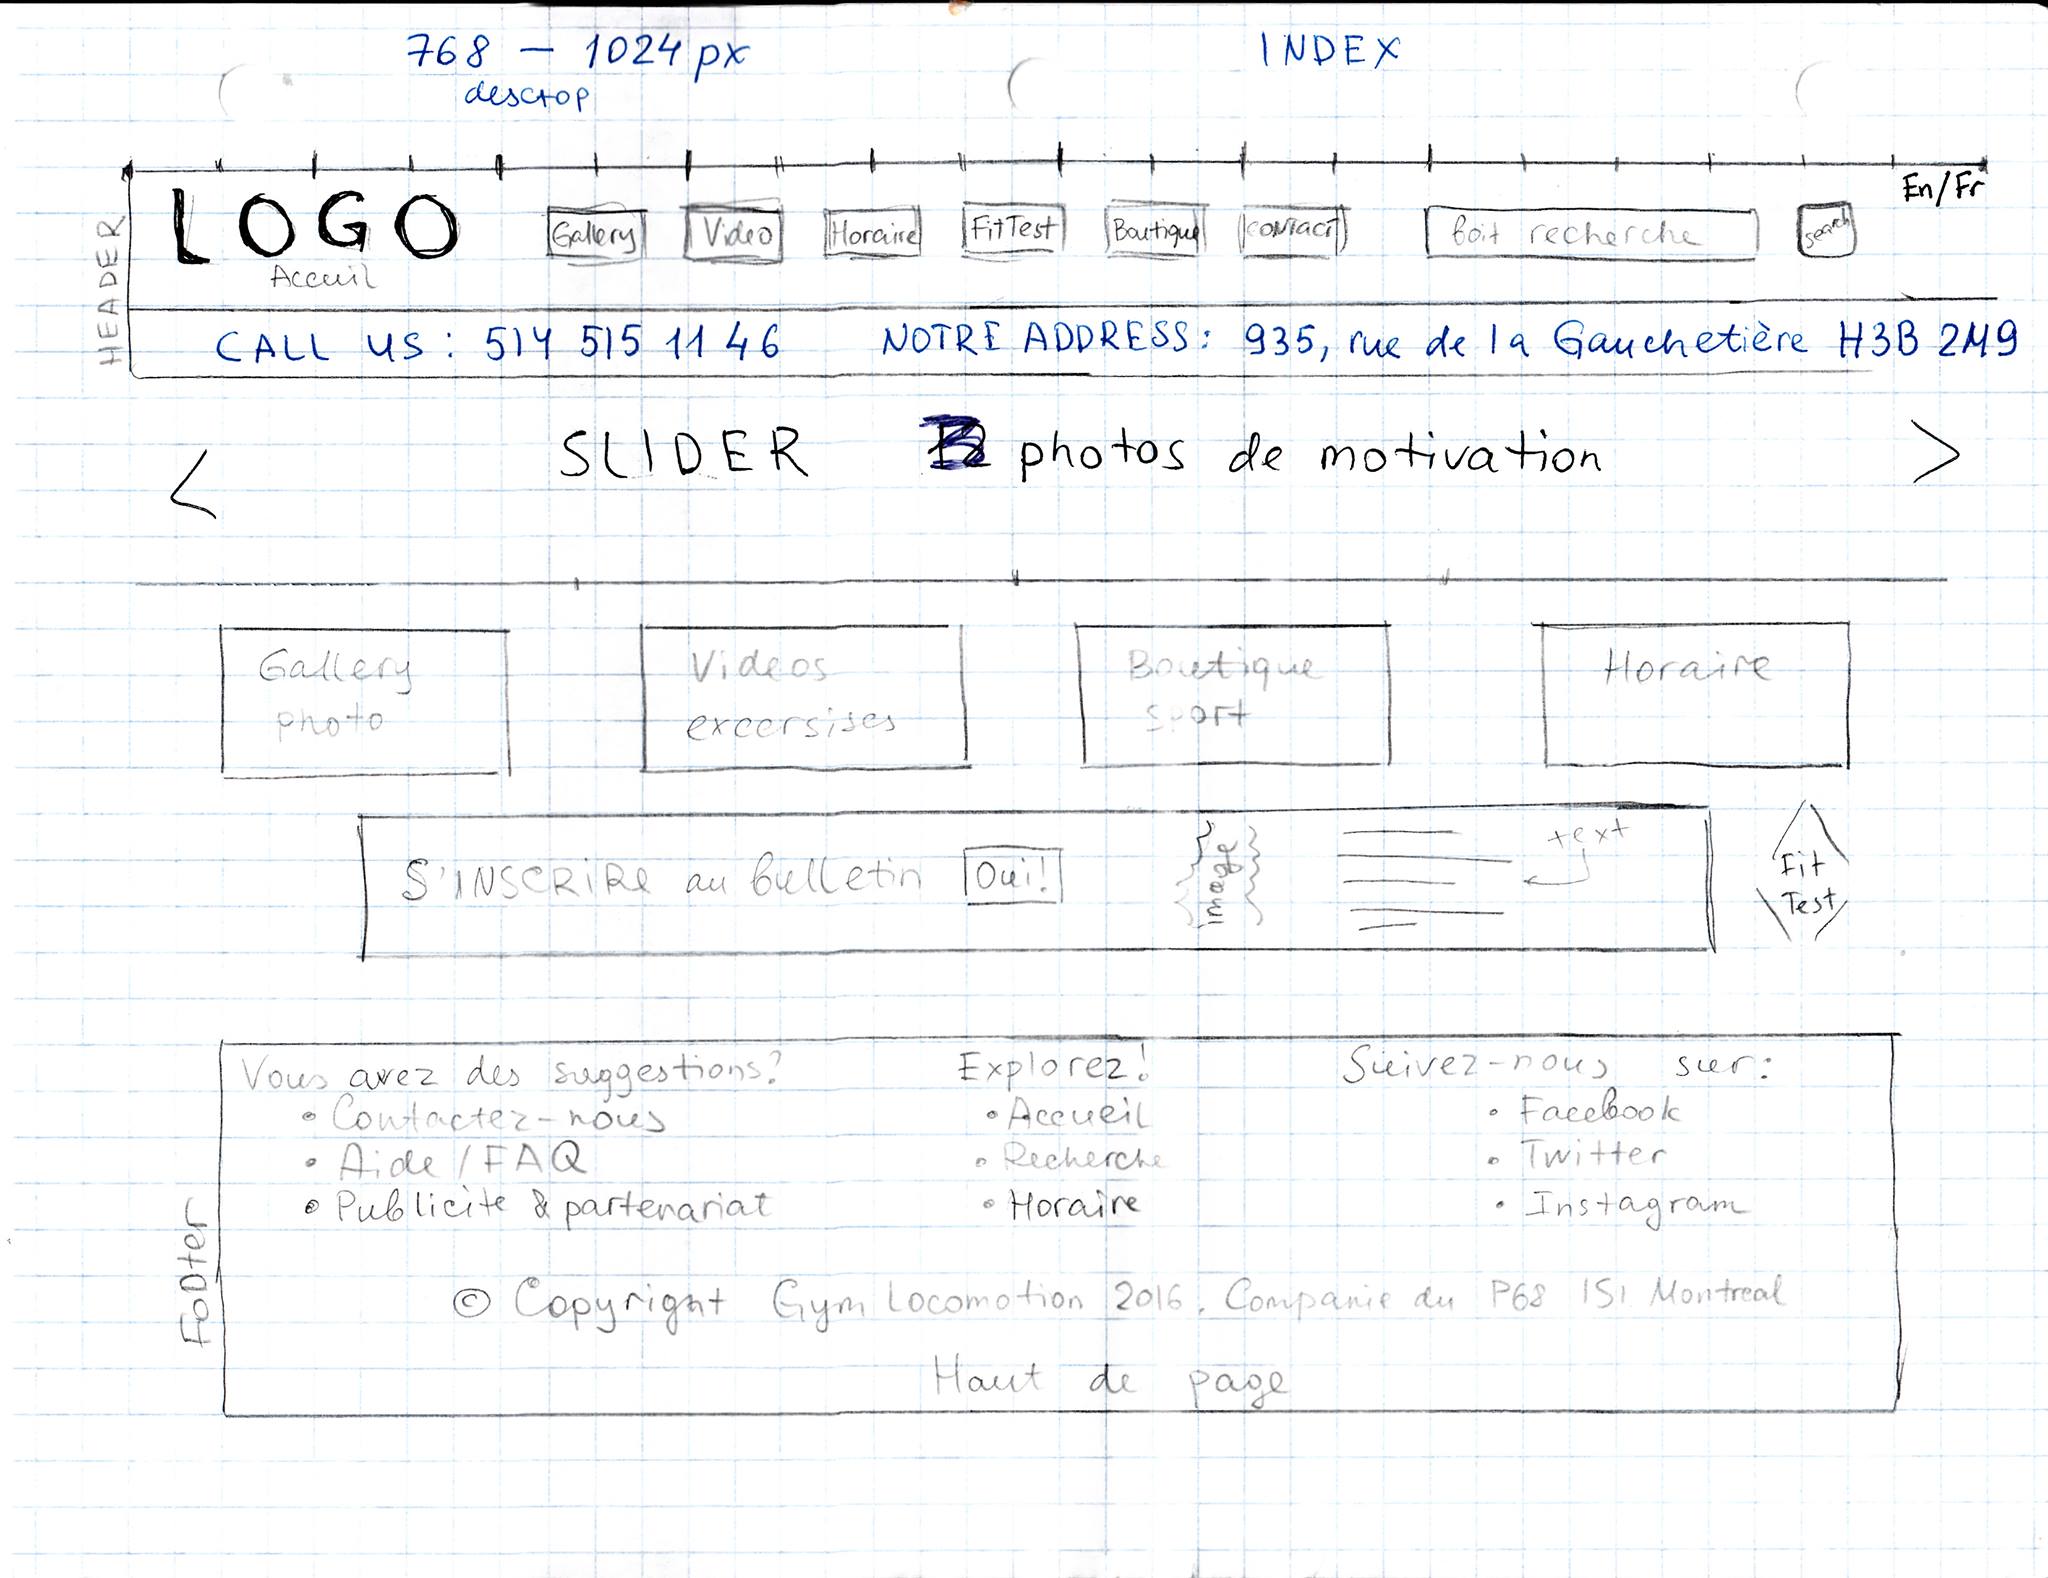 768 — 1024 px
INDEX
desctop
HEADER
LOGO
Accuil
Gallery
Video
Horaire
FitTest
Boutique
CONTACT
boit recherche
search
En/Fr
CALL US: 514 515 11 46
NOTRE ADDRESS: 935, rue de la Gauchetière H3B 2M9
< SLIDER photos de motivation >
Gallery
photo
Videos
excersises
Boutique
sport
Horaire
S'INSCRIRE au bulletin
Oui!
image
text
Fit
Test
FOOter
Vous avez des suggestions?
• Contactez-nous
• Aide / FAQ
• Publicite & partenariat
Explorez!
• Accueil
• Recherche
• Horaire
Suivez-nous sur:
• Facebook
• Twitter
• Instagram
© Copyright Gym Locomotion 2016. Companie du P68 ISI Montreal
Haut de page